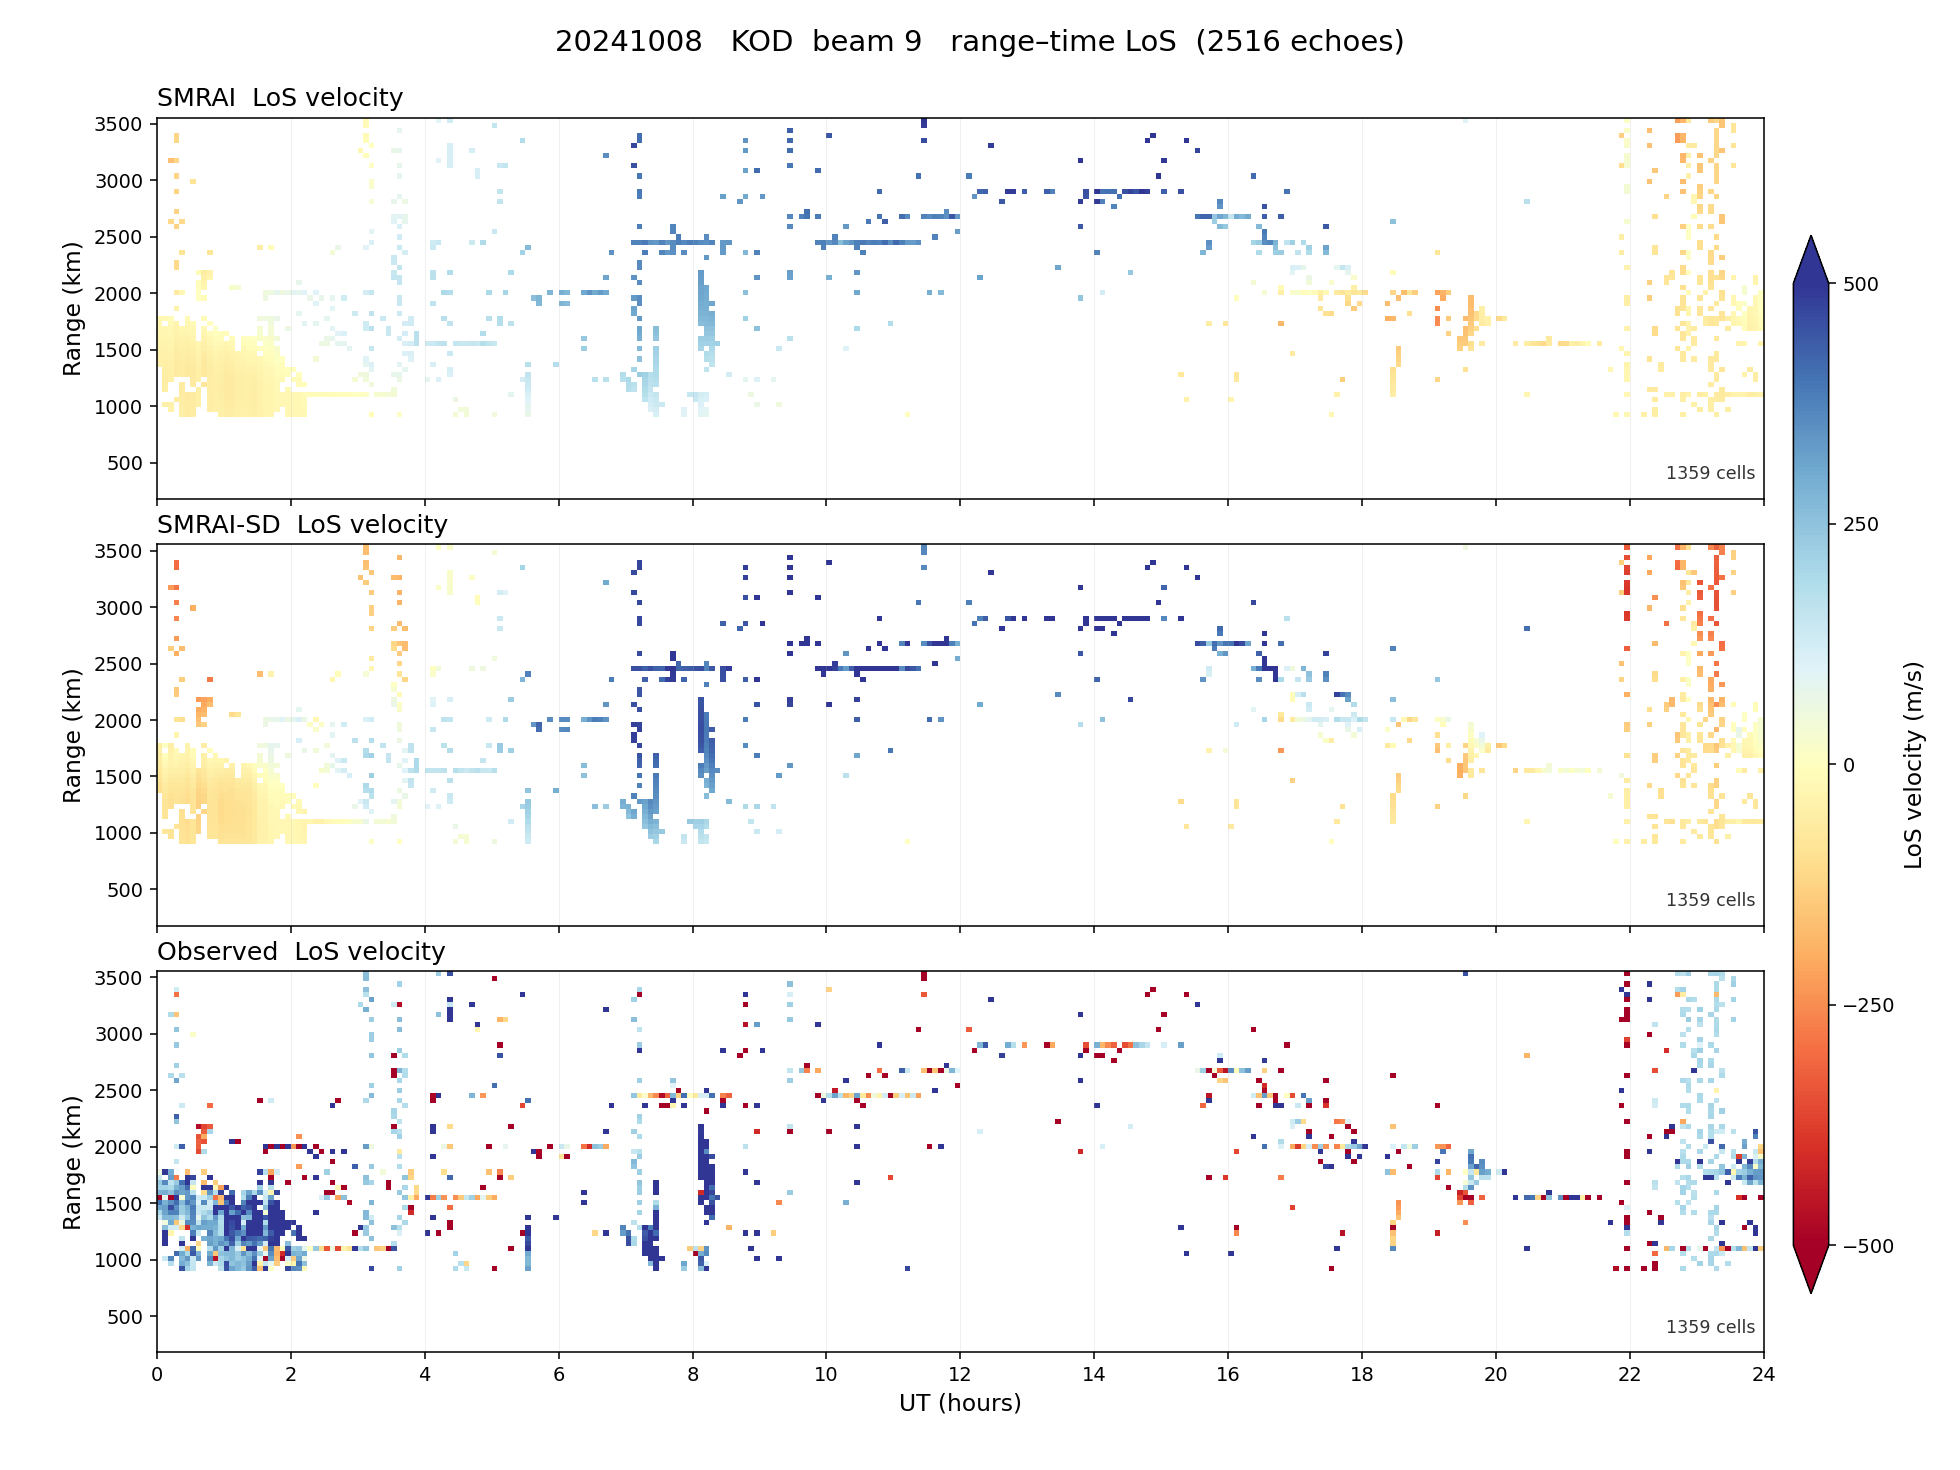 20241008   KOD  beam 9   range–time LoS  (2516 echoes)
SMRAI  LoS velocity
3500
3000
2500
2000
1500
1000
500
Range (km)
1359 cells
SMRAI-SD  LoS velocity
3500
3000
2500
2000
1500
1000
500
Range (km)
1359 cells
Observed  LoS velocity
3500
3000
2500
2000
1500
1000
500
Range (km)
1359 cells
0 2 4 6 8 10 12 14 16 18 20 22 24
UT (hours)
500
250
0
−250
−500
LoS velocity (m/s)